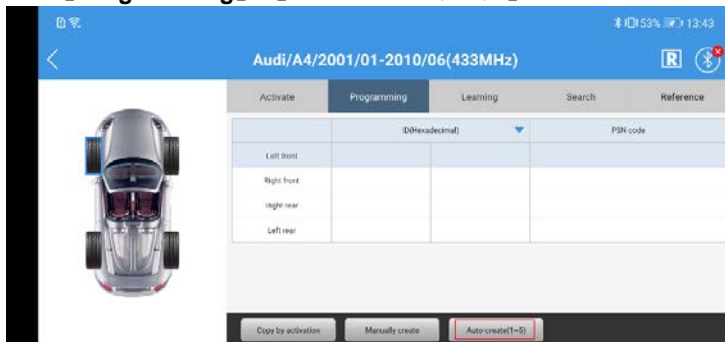 53% 13:43
Audi/A4/2001/01-2010/06(433MHz) R
Activate Programming Learning Search Reference
ID(Hexadecimal) PSN code
Left front
Right front
Right rear
Left rear
Copy by activation Manually create Auto-create(1~5)